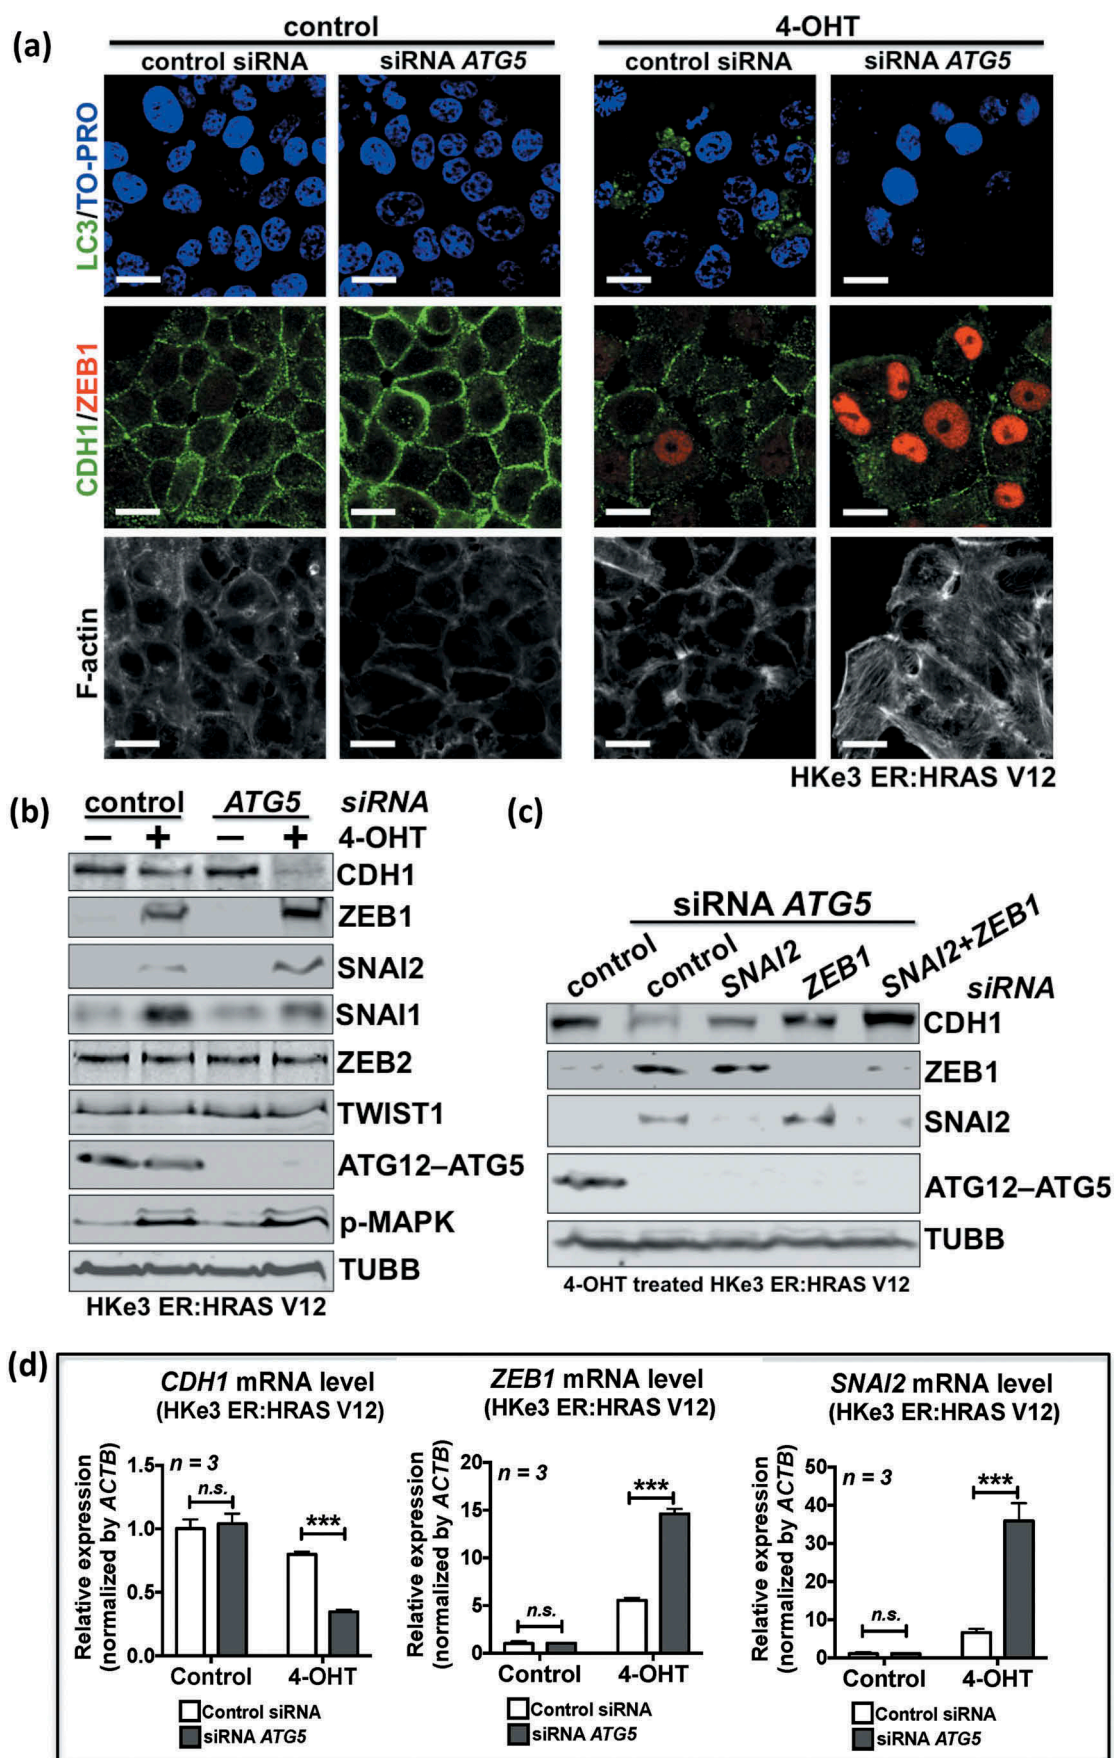 (a)
control
4-OHT
control siRNA
siRNA ATG5
control siRNA
siRNA ATG5
LC3/TO-PRO
CDH1/ZEB1
F-actin
HKe3 ER:HRAS V12
(b)
control
ATG5
siRNA
− + − +
4-OHT
CDH1
ZEB1
SNAI2
SNAI1
ZEB2
TWIST1
ATG12–ATG5
p-MAPK
TUBB
HKe3 ER:HRAS V12
(c)
siRNA ATG5
control
control
SNAI2
ZEB1
SNAI2+ZEB1
siRNA
CDH1
ZEB1
SNAI2
ATG12–ATG5
TUBB
4-OHT treated HKe3 ER:HRAS V12
(d)
CDH1 mRNA level
(HKe3 ER:HRAS V12)
Relative expression
(normalized by ACTB)
1.5
1.0
0.5
0.0
n = 3
n.s.
***
Control
4-OHT
Control siRNA
siRNA ATG5
ZEB1 mRNA level
(HKe3 ER:HRAS V12)
Relative expression
(normalized by ACTB)
20
15
10
5
0
n = 3
n.s.
***
Control
4-OHT
Control siRNA
siRNA ATG5
SNAI2 mRNA level
(HKe3 ER:HRAS V12)
Relative expression
(normalized by ACTB)
50
40
30
20
10
0
n = 3
n.s.
***
Control
4-OHT
Control siRNA
siRNA ATG5